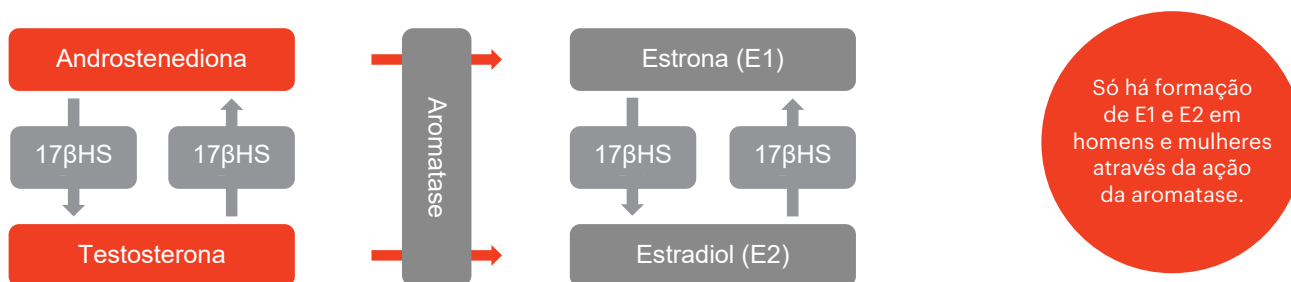 Androstenediona
Estrona (E1)
17βHS
17βHS
Aromatase
17βHS
17βHS
Testosterona
Estradiol (E2)
Só há formação
de E1 e E2 em
homens e mulheres
através da ação
da aromatase.